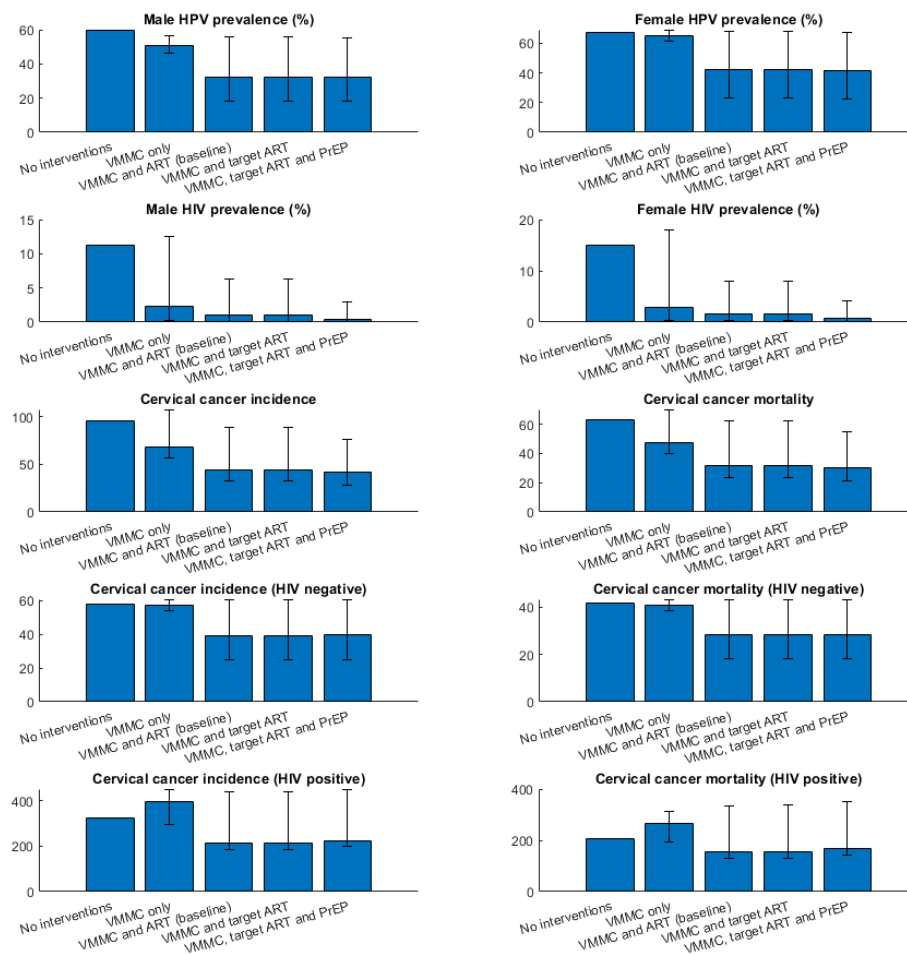 Male HPV prevalence (%)
60
40
20
0
No interventions
VMMC only
VMMC and ART (baseline)
VMMC and target ART
VMMC, target ART and PrEP
Female HPV prevalence (%)
60
40
20
0
No interventions
VMMC only
VMMC and ART (baseline)
VMMC and target ART
VMMC, target ART and PrEP
Male HIV prevalence (%)
15
10
5
0
No interventions
VMMC only
VMMC and ART (baseline)
VMMC and target ART
VMMC, target ART and PrEP
Female HIV prevalence (%)
20
10
0
No interventions
VMMC only
VMMC and ART (baseline)
VMMC and target ART
VMMC, target ART and PrEP
Cervical cancer incidence
100
50
0
No interventions
VMMC only
VMMC and ART (baseline)
VMMC and target ART
VMMC, target ART and PrEP
Cervical cancer mortality
60
40
20
0
No interventions
VMMC only
VMMC and ART (baseline)
VMMC and target ART
VMMC, target ART and PrEP
Cervical cancer incidence (HIV negative)
60
40
20
0
No interventions
VMMC only
VMMC and ART (baseline)
VMMC and target ART
VMMC, target ART and PrEP
Cervical cancer mortality (HIV negative)
40
20
0
No interventions
VMMC only
VMMC and ART (baseline)
VMMC and target ART
VMMC, target ART and PrEP
Cervical cancer incidence (HIV positive)
400
200
0
No interventions
VMMC only
VMMC and ART (baseline)
VMMC and target ART
VMMC, target ART and PrEP
Cervical cancer mortality (HIV positive)
400
200
0
No interventions
VMMC only
VMMC and ART (baseline)
VMMC and target ART
VMMC, target ART and PrEP